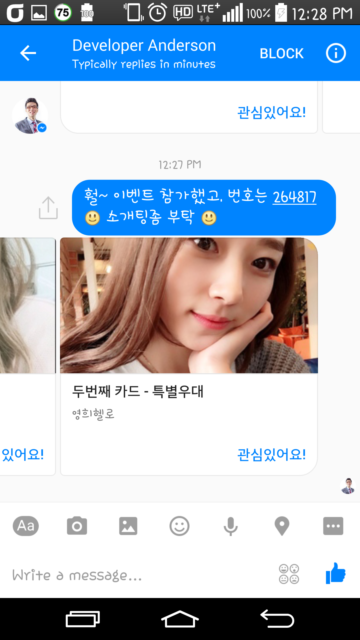 75
HD
LTE+
100%
12:28 PM
Developer Anderson
Typically replies in minutes
BLOCK
관심있어요!
12:27 PM
훨~ 이벤트 참가했고, 번호는 264817
소개팅좀 부탁
두번째 카드 - 특별우대
영희헬로
있어요!
관심있어요!
Aa
Write a message...